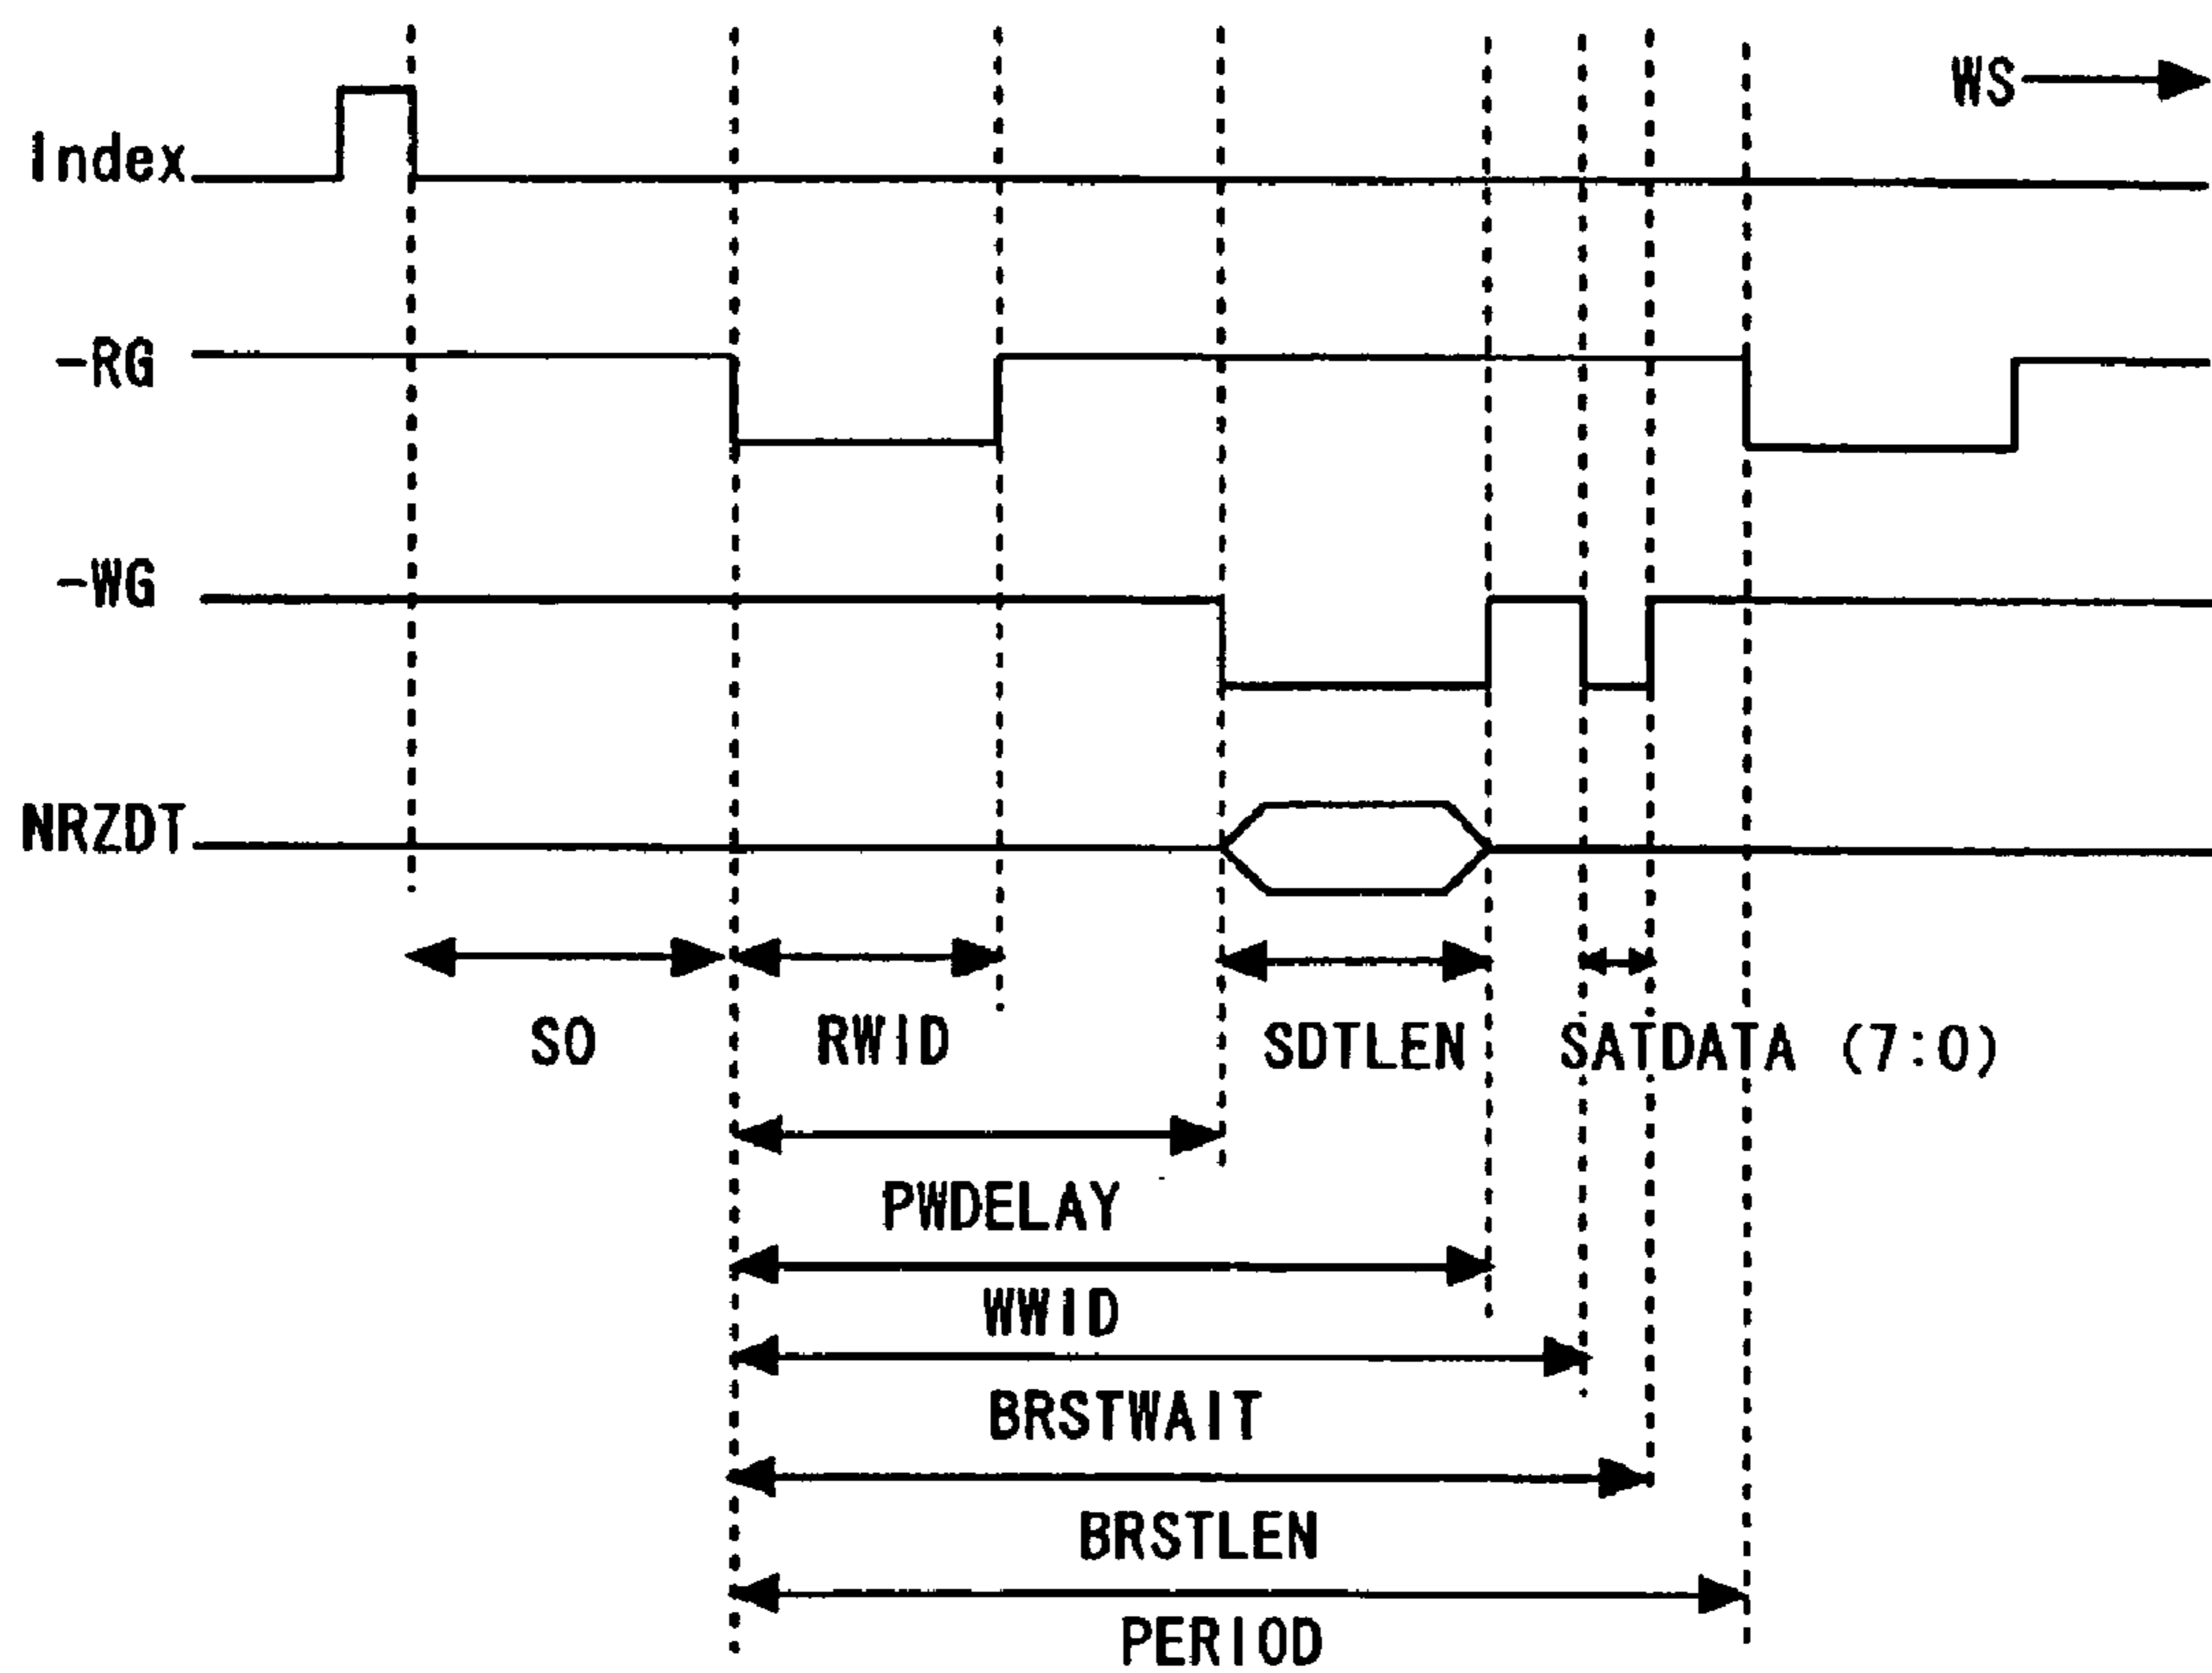 WS
Index
-RG
-WG
NRZDT
SO RWID SDTLEN SATDATA (7:0)
PWDELAY
WWID
BRSTWAIT
BRSTLEN
PERIOD